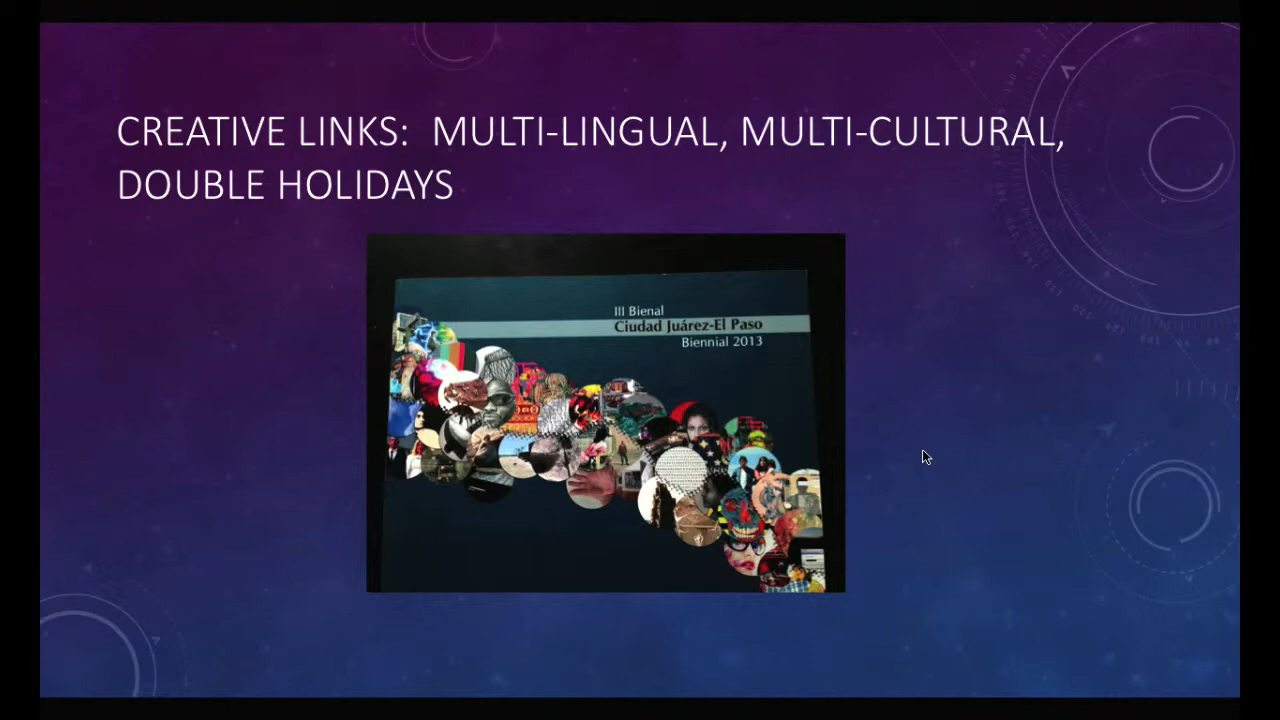 CREATIVE LINKS: MULTI-LINGUAL, MULTI-CULTURAL,
DOUBLE HOLIDAYS
III Bienal
Ciudad Juárez-El Paso
Biennial 2013